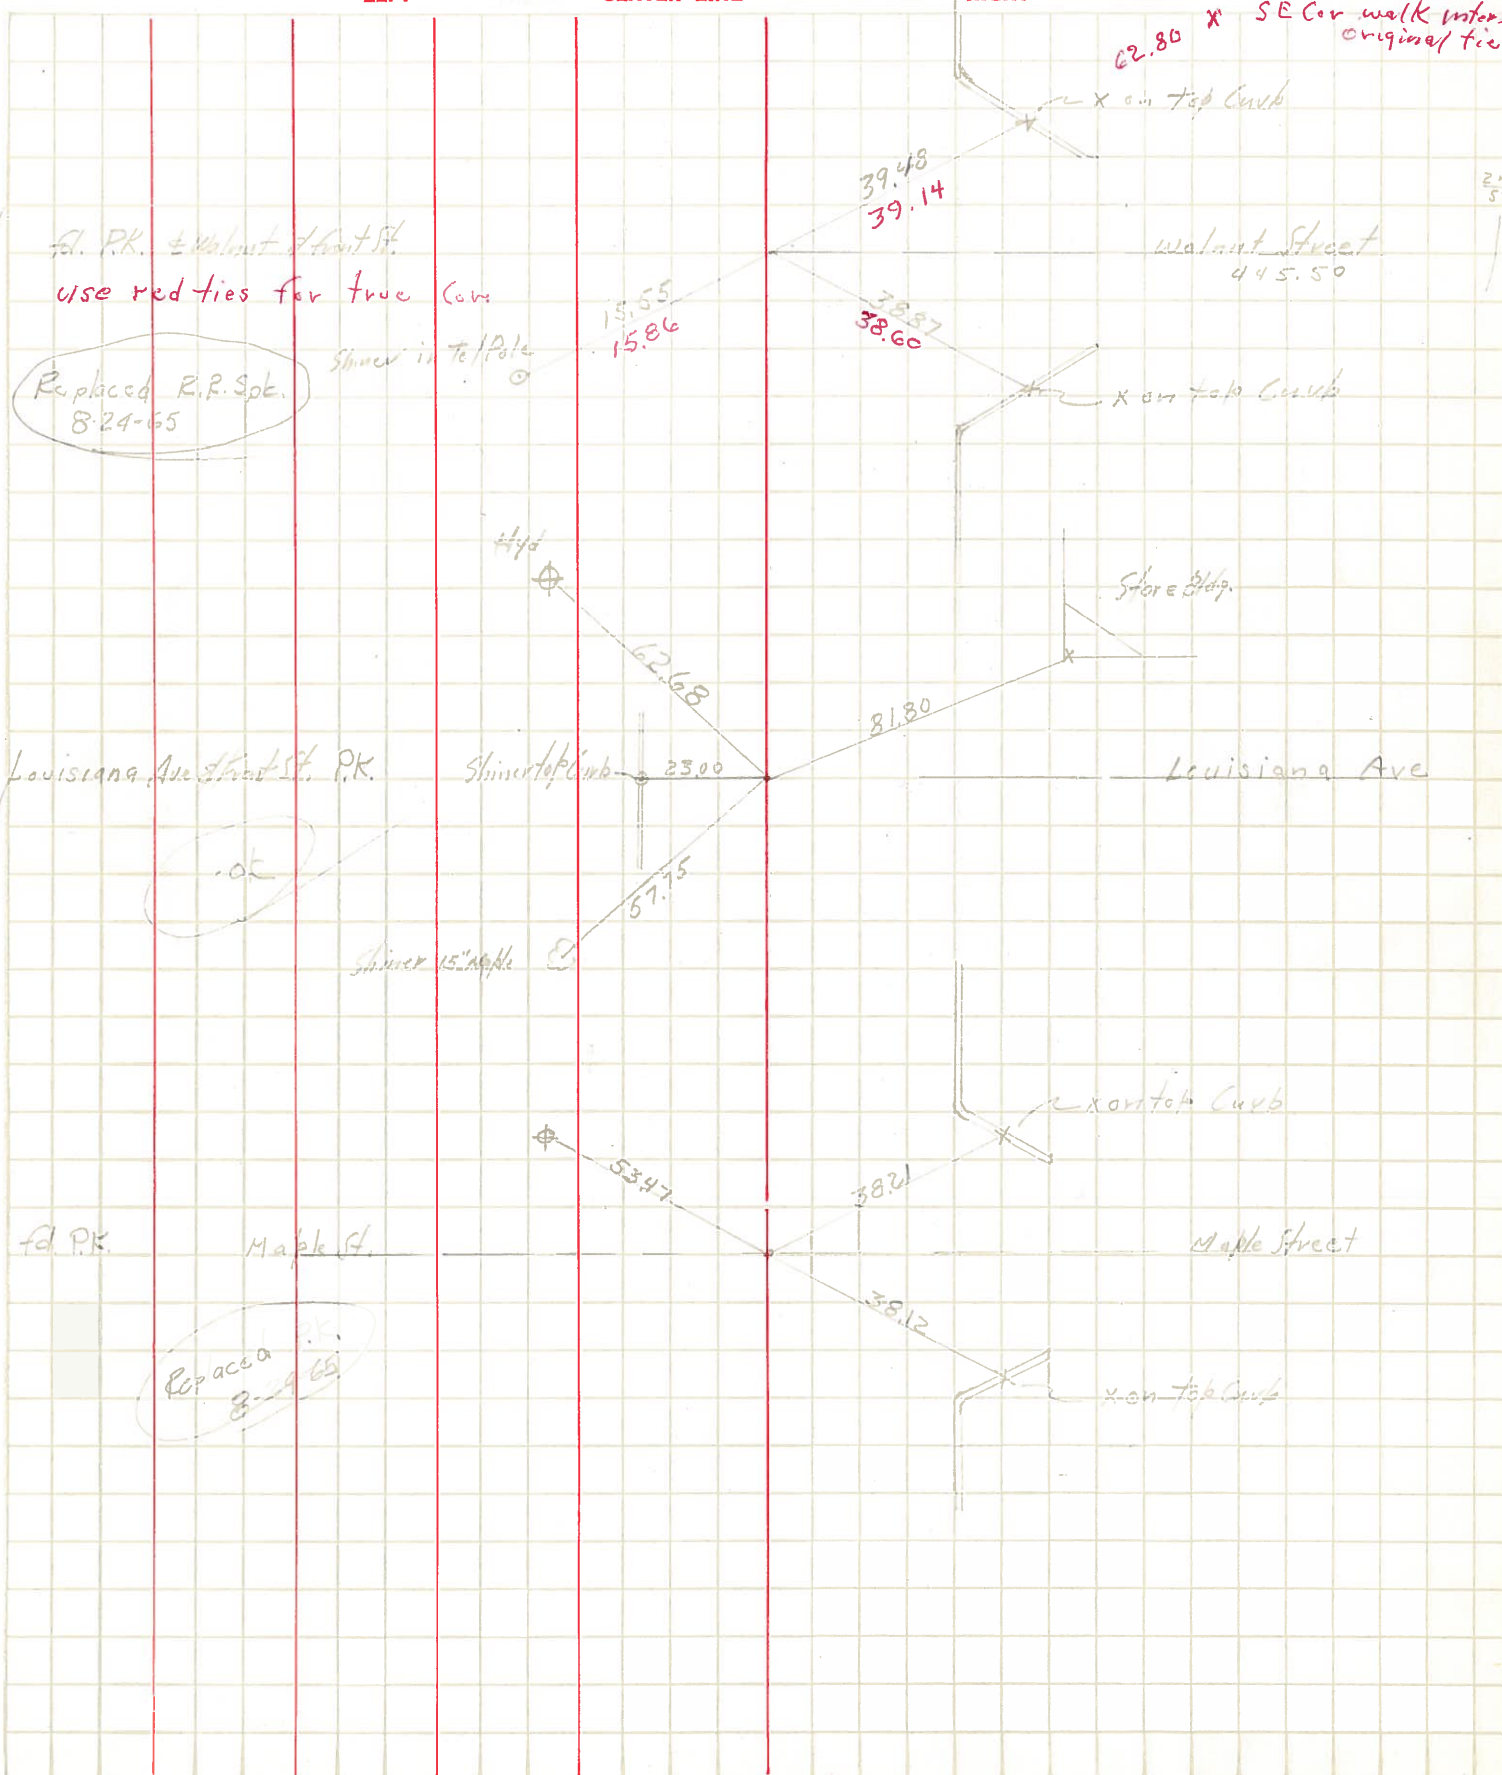 CENTER LINE
x SE Cor walk inters.
original tie
62.80
x on top Curb
39.48
39.14
fd. P.K. ± Walnut & Front St.
Walnut Street
445.50
use red ties for true Cor.
15.65
15.86
38.87
38.60
Shiner in Tel Pole
Replaced R.R. Spk.
8-24-65
x on top Curb
Hyd
Store Bldg.
62.68
81.80
Louisiana Ave & Front St. P.K.
Shiner top Curb
23.00
Louisiana Ave
ok
57.75
Shiner 15" Maple
x on top Curb
53.47
38.21
fd. P.K.
Maple St.
Maple Street
38.12
Replaced P.K.
x on top Curb